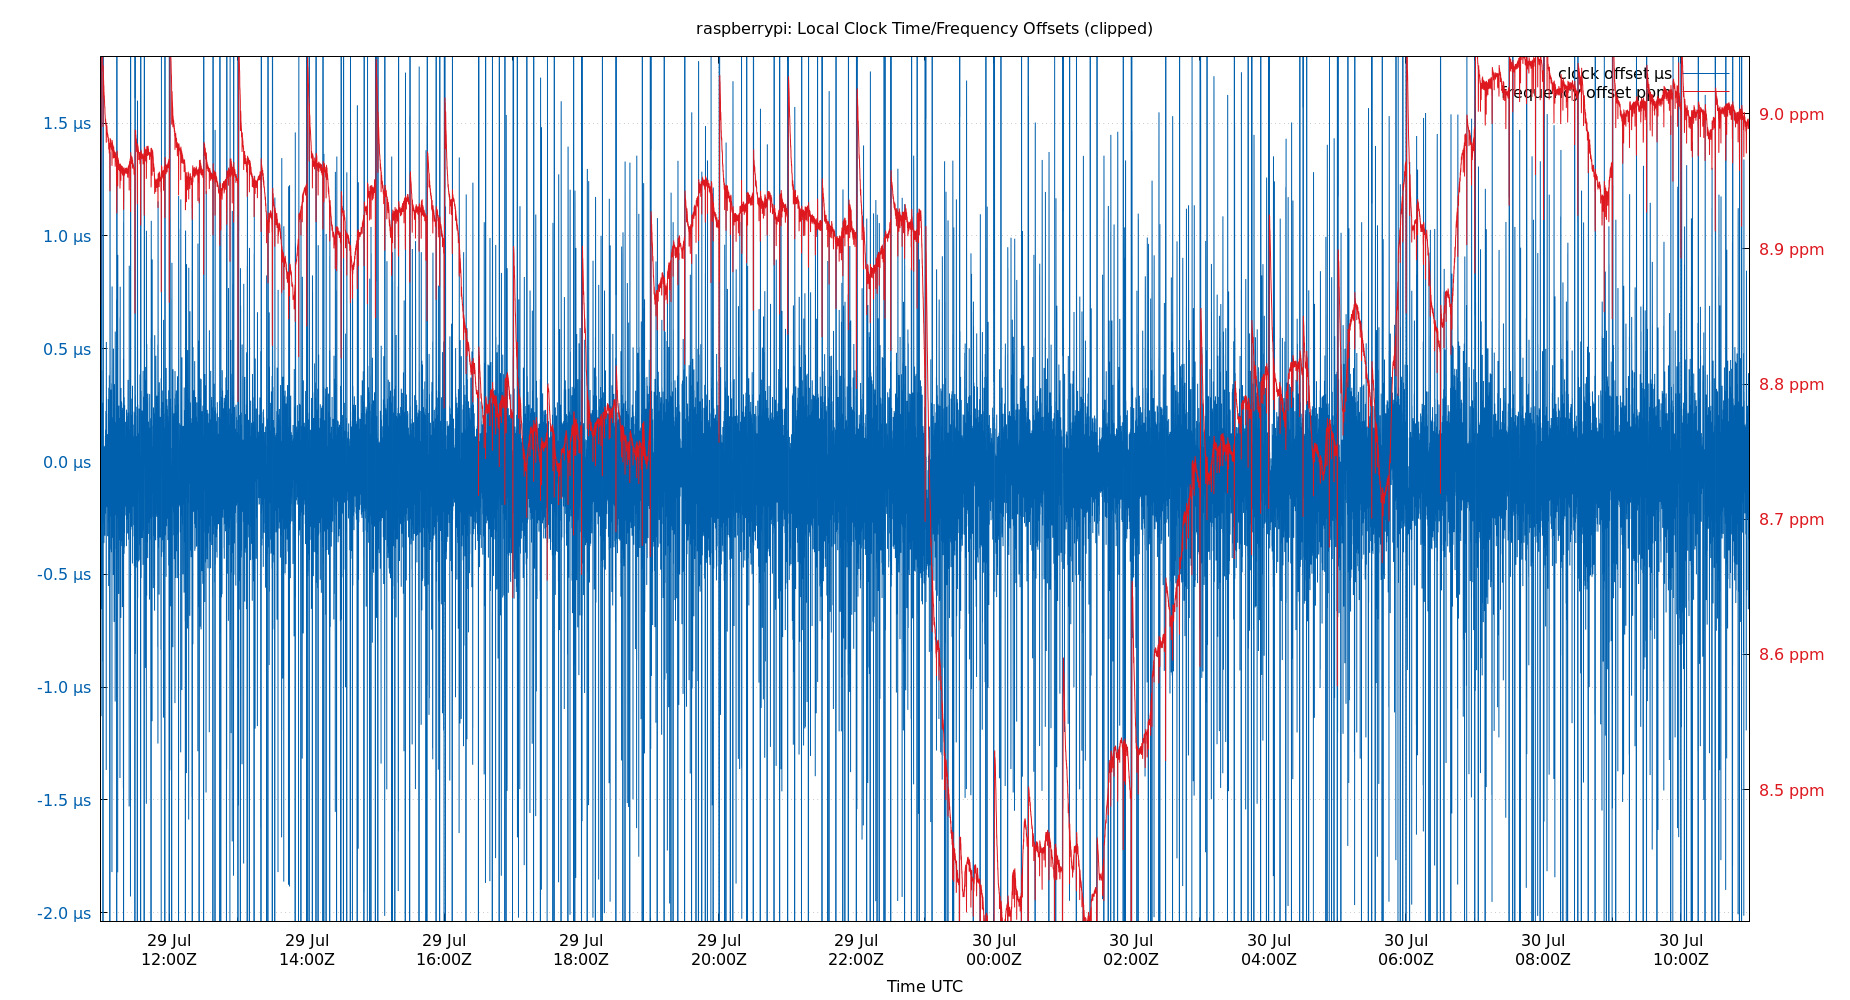 raspberrypi: Local Clock Time/Frequency Offsets (clipped)
clock offset µs
frequency offset ppm
1.5 µs
1.0 µs
0.5 µs
0.0 µs
-0.5 µs
-1.0 µs
-1.5 µs
-2.0 µs
9.0 ppm
8.9 ppm
8.8 ppm
8.7 ppm
8.6 ppm
8.5 ppm
29 Jul 29 Jul 29 Jul 29 Jul 29 Jul 29 Jul 30 Jul 30 Jul 30 Jul 30 Jul 30 Jul 30 Jul
12:00Z 14:00Z 16:00Z 18:00Z 20:00Z 22:00Z 00:00Z 02:00Z 04:00Z 06:00Z 08:00Z 10:00Z
Time UTC